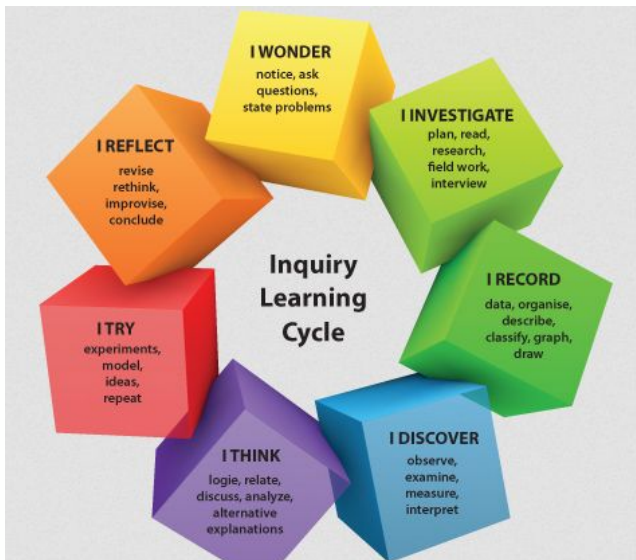 I WONDER
notice, ask
questions,
state problems
I INVESTIGATE
plan, read,
research,
field work,
interview
I RECORD
data, organise,
describe,
classify, graph,
draw
I DISCOVER
observe,
examine,
measure,
interpret
I THINK
logie, relate,
discuss, analyze,
alternative
explanations
I TRY
experiments,
model,
ideas,
repeat
I REFLECT
revise
rethink,
improvise,
conclude
Inquiry
Learning
Cycle